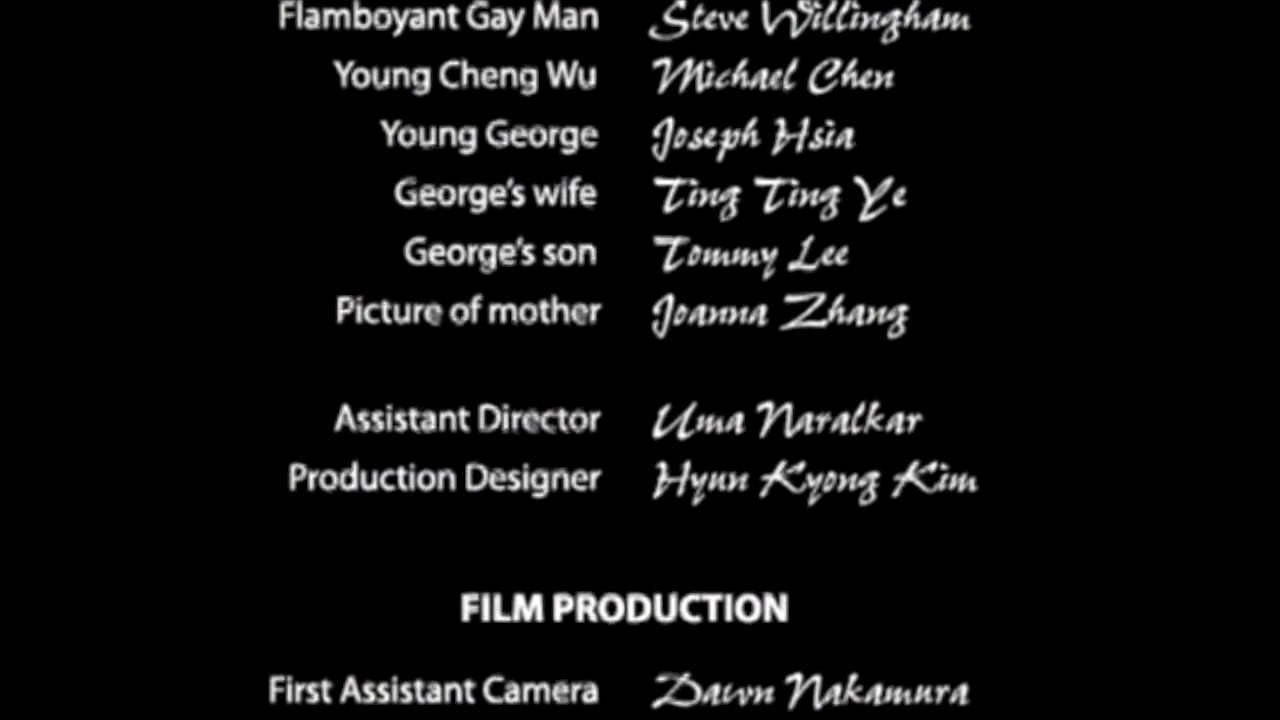 Flamboyant Gay Man Steve Willingham
Young Cheng Wu Michael Chen
Young George Joseph Hsia
George's wife Ting Ting Ye
George's son Tommy Lee
Picture of mother Joanna Zhang
Assistant Director Uma Naralkar
Production Designer Hyun Kyong Kim
FILM PRODUCTION
First Assistant Camera Dawn Nakamura